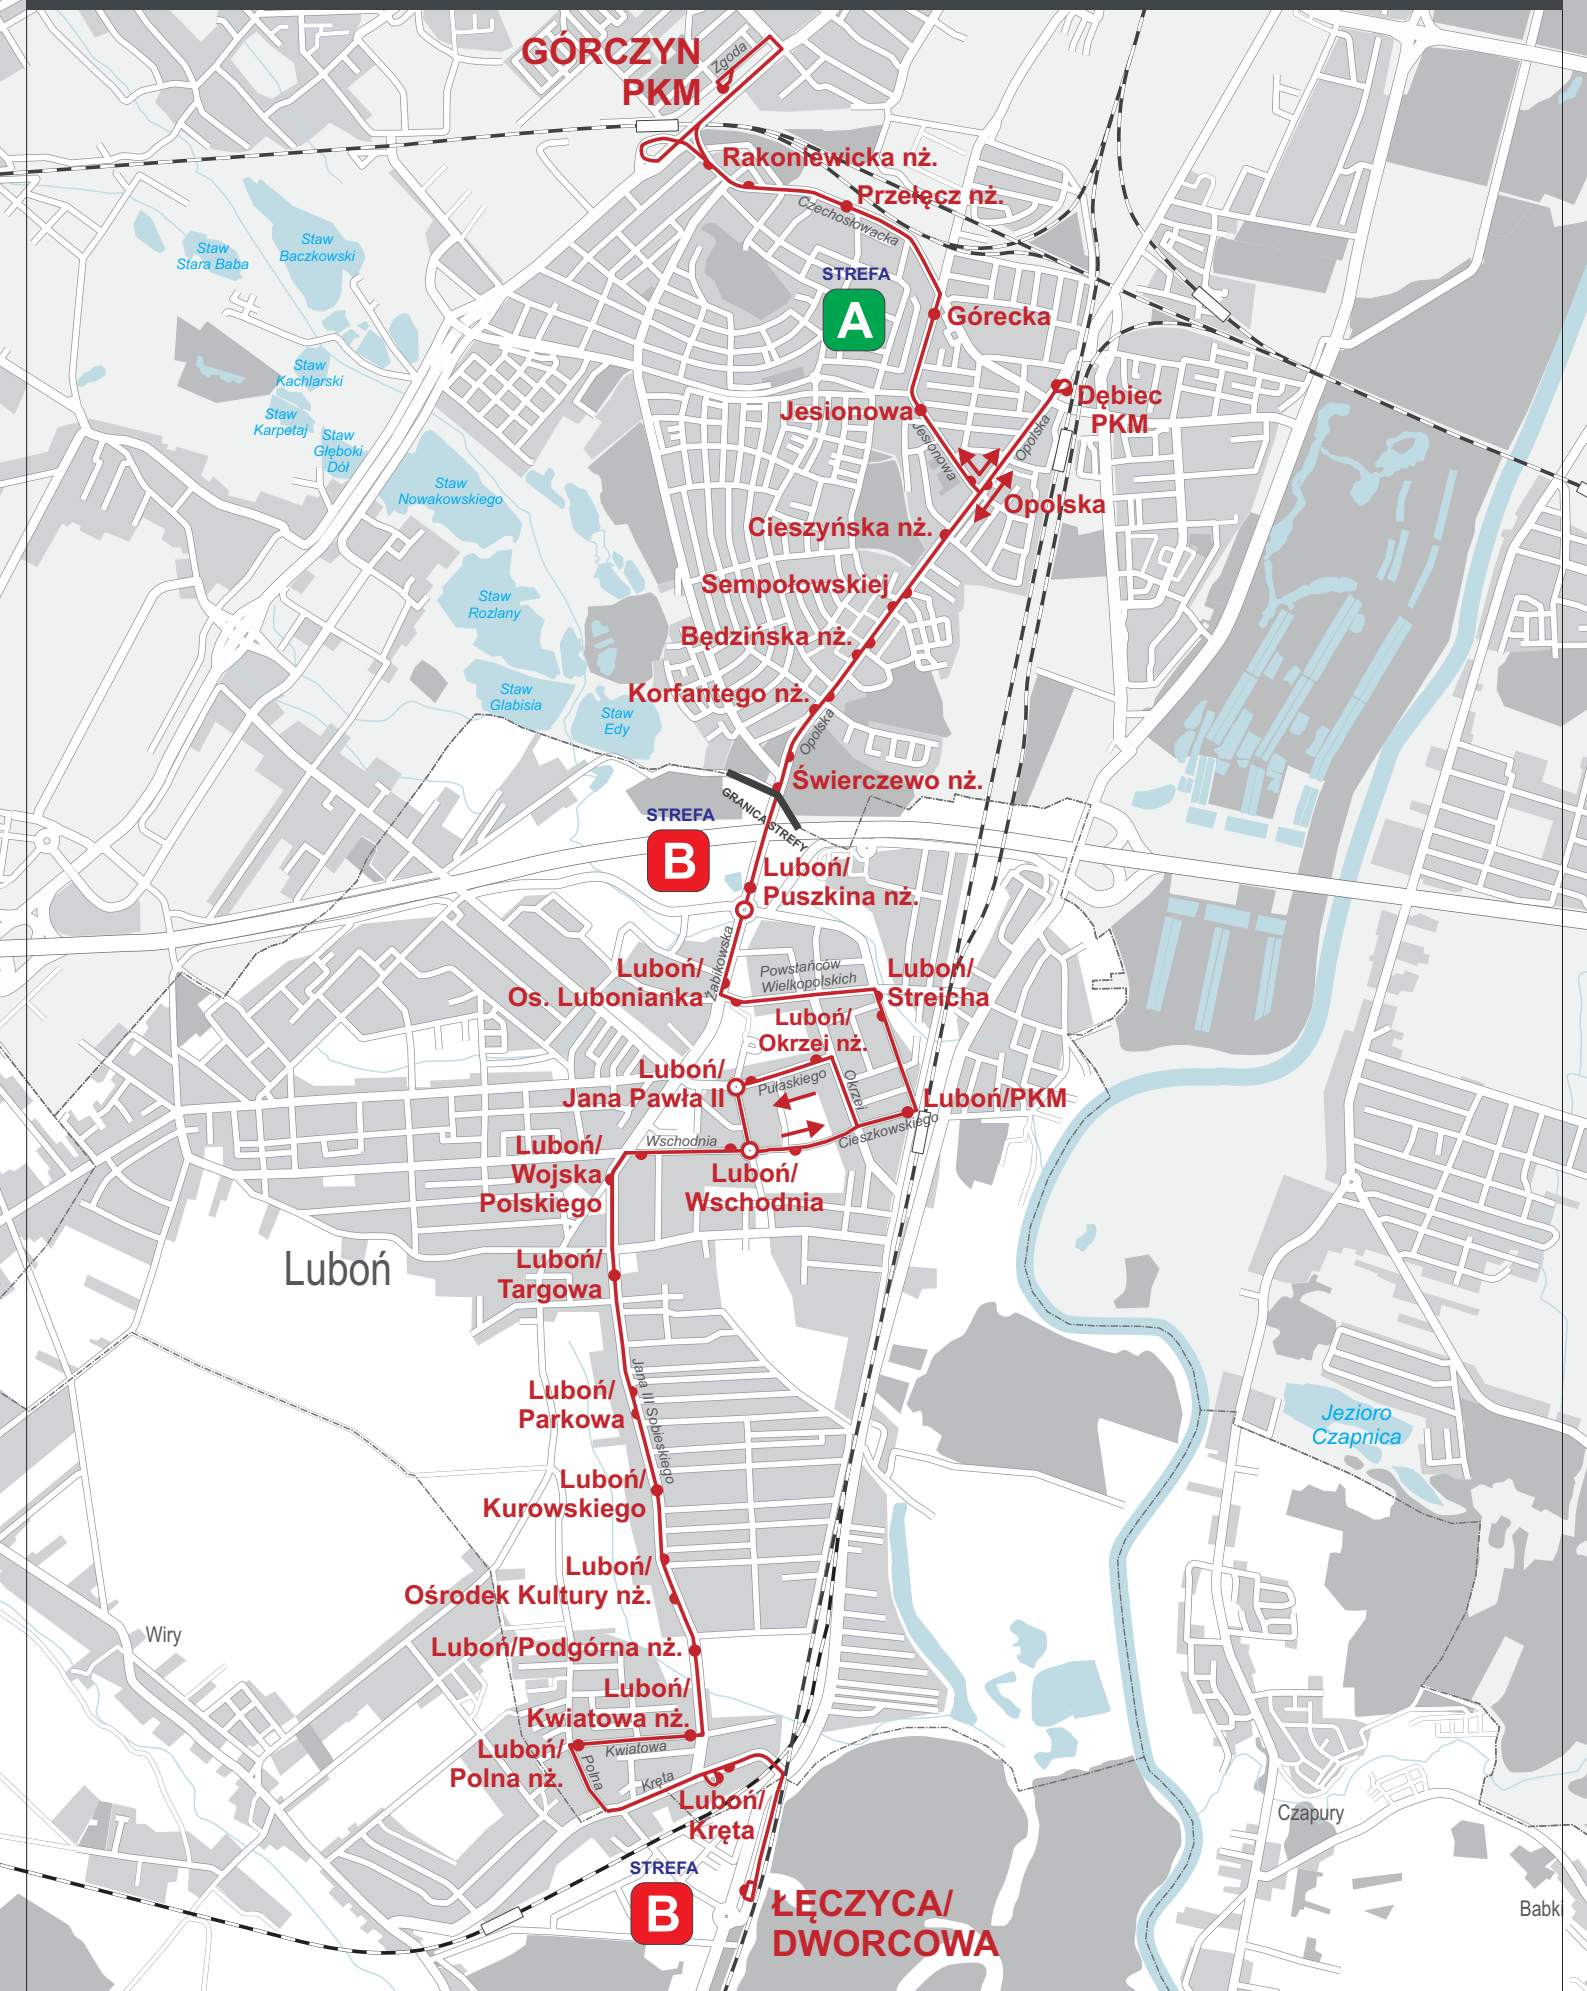 GÓRCZYN
PKM
Zgoda
Rakoniewicka nż.
Przełęcz nż.
Czechosłowacka
Staw
Stara Baba
Staw
Baczkowski
STREFA
A
Górecka
Staw
Kachlarski
Staw
Karpetaj
Staw
Głęboki
Dół
Dębiec
PKM
Jesionowa
Jesionowa
Opolska
Staw
Nowakowskiego
Opolska
Cieszyńska nż.
Sempołowskiej
Staw
Rozlany
Będzińska nż.
Korfantego nż.
Staw
Glabisia
Staw
Edy
Opolska
Świerczewo nż.
GRANICA STREFY
STREFA
B
Luboń/
Puszkina nż.
Żabikowska
Luboń/
Os. Lubonianka
Powstańców
Wielkopolskich
Luboń/
Streicha
Luboń/
Okrzei nż.
Luboń/
Jana Pawła II
Pułaskiego
Okrzei
Luboń/PKM
Cieszkowskiego
Wschodnia
Luboń/
Wojska
Polskiego
Luboń/
Wschodnia
Luboń
Luboń/
Targowa
Jana III Sobieskiego
Luboń/
Parkowa
Jezioro
Czapnica
Luboń/
Kurowskiego
Luboń/
Ośrodek Kultury nż.
Wiry
Luboń/Podgórna nż.
Luboń/
Kwiatowa nż.
Kwiatowa
Luboń/
Polna nż.
Polna
Kręta
Luboń/
Kręta
Czapury
STREFA
B
ŁĘCZYCA/
DWORCOWA
Babki